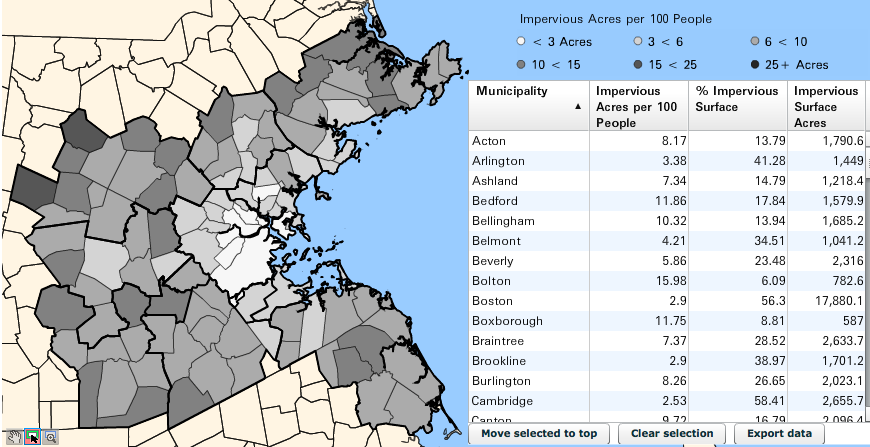 Impervious Acres per 100 People
< 3 Acres 3 < 6 6 < 10
10 < 15 15 < 25 25+ Acres
Municipality Impervious Acres per 100 People % Impervious Surface Impervious Surface Acres
Acton 8.17 13.79 1,790.6
Arlington 3.38 41.28 1,449
Ashland 7.34 14.79 1,218.4
Bedford 11.86 17.84 1,579.9
Bellingham 10.32 13.94 1,685.2
Belmont 4.21 34.51 1,041.2
Beverly 5.86 23.48 2,316
Bolton 15.98 6.09 782.6
Boston 2.9 56.3 17,880.1
Boxborough 11.75 8.81 587
Braintree 7.37 28.52 2,633.7
Brookline 2.9 38.97 1,701.2
Burlington 8.26 26.65 2,023.1
Cambridge 2.53 58.41 2,655.7
Canton 9.72 16.79 2,096.4
Move selected to top Clear selection Export data